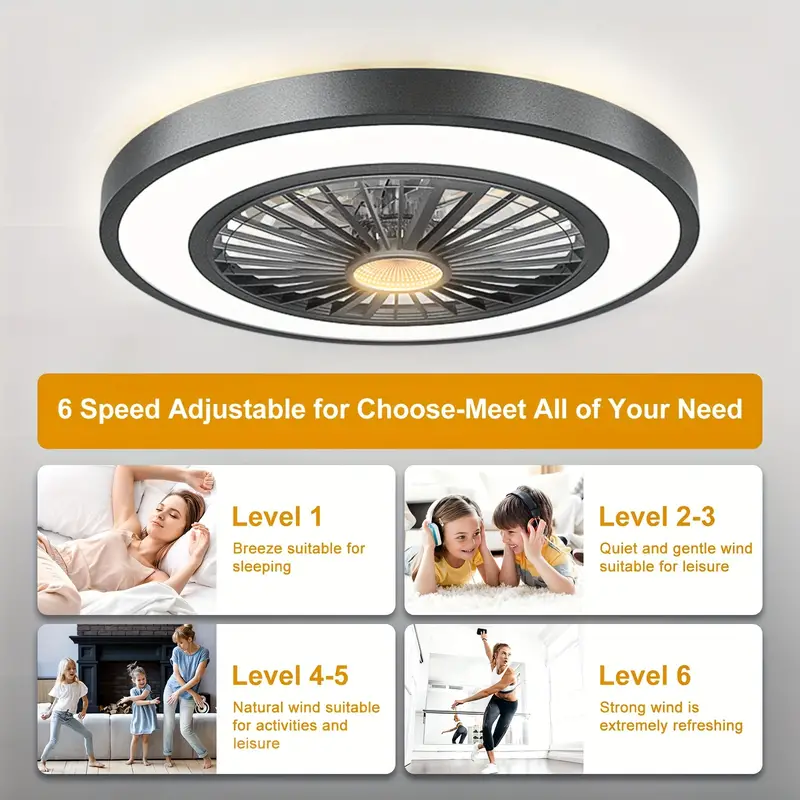 6 Speed Adjustable for Choose-Meet All of Your Need
Level 1
Breeze suitable for
sleeping
Level 2-3
Quiet and gentle wind
suitable for leisure
Level 4-5
Natural wind suitable
for activities and
leisure
Level 6
Strong wind is
extremely refreshing